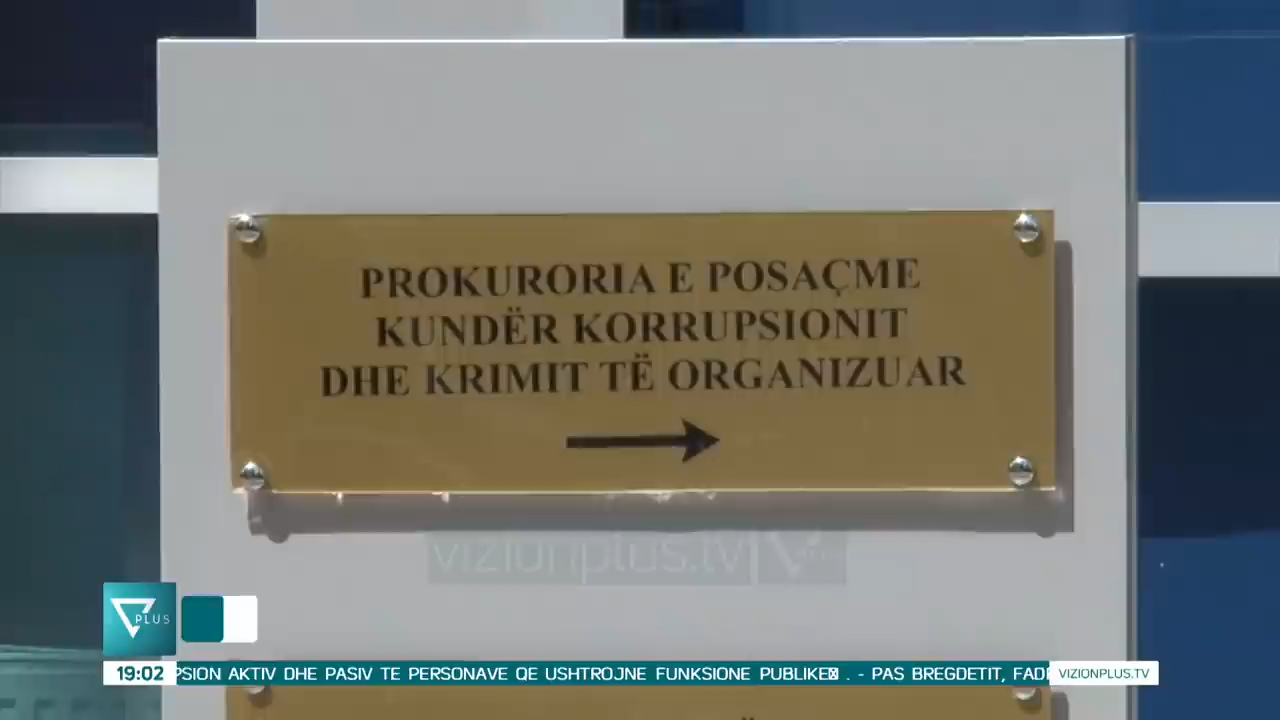 PROKURORIA E POSAÇME
KUNDËR KORRUPSIONIT
DHE KRIMIT TË ORGANIZUAR
vizionplus.tv
PLUS
19:02 PSION AKTIV DHE PASIV TE PERSONAVE QE USHTROJNE FUNKSIONE PUBLIKE . - PAS BREGDETIT, FADI VIZIONPLUS.TV